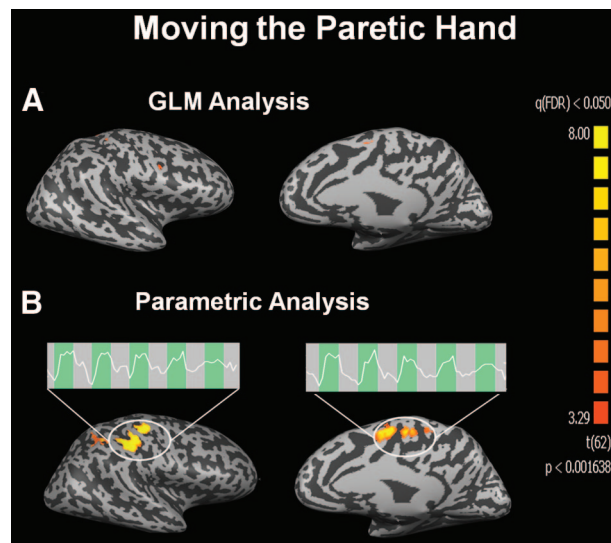 Moving the Paretic Hand
A
GLM Analysis
q(FDR) < 0.050
8.00
B
Parametric Analysis
3.29
t(62)
p < 0.001638